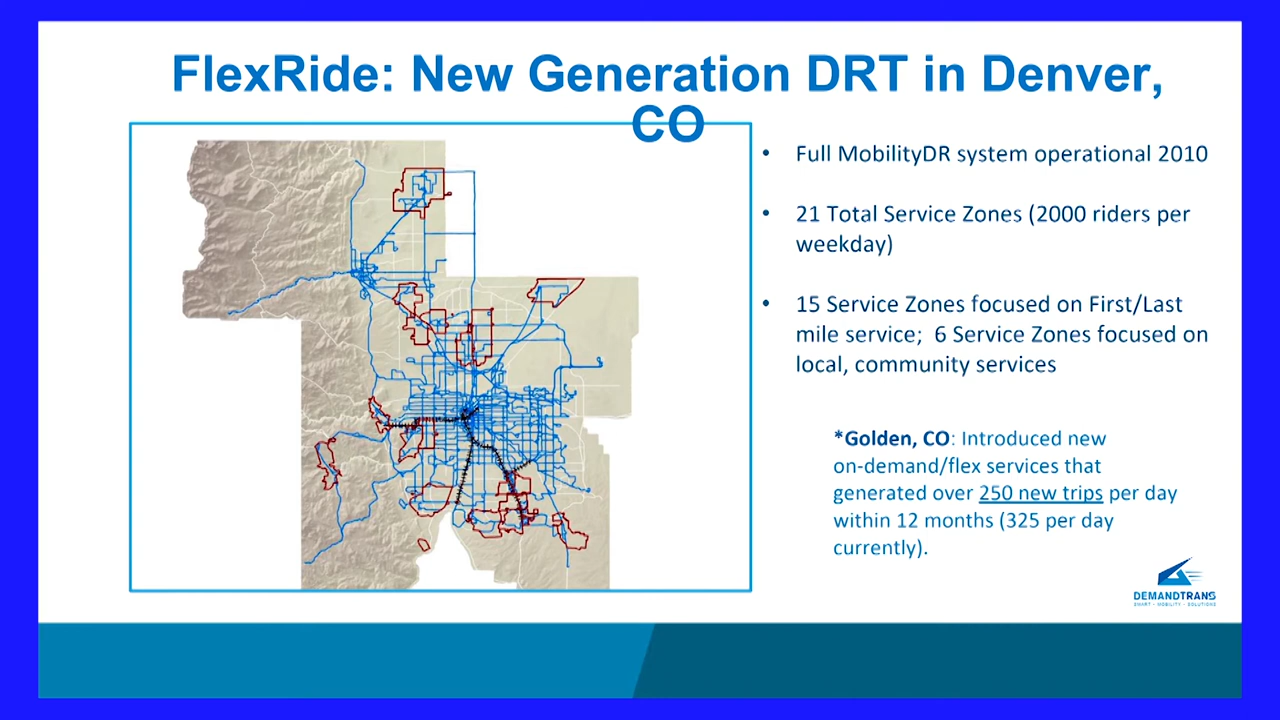 FlexRide: New Generation DRT in Denver,
CO
• Full MobilityDR system operational 2010
• 21 Total Service Zones (2000 riders per
weekday)
• 15 Service Zones focused on First/Last
mile service; 6 Service Zones focused on
local, community services
*Golden, CO: Introduced new
on-demand/flex services that
generated over 250 new trips per day
within 12 months (325 per day
currently).
DEMANDTRANS
SMART - MOBILITY - SOLUTIONS